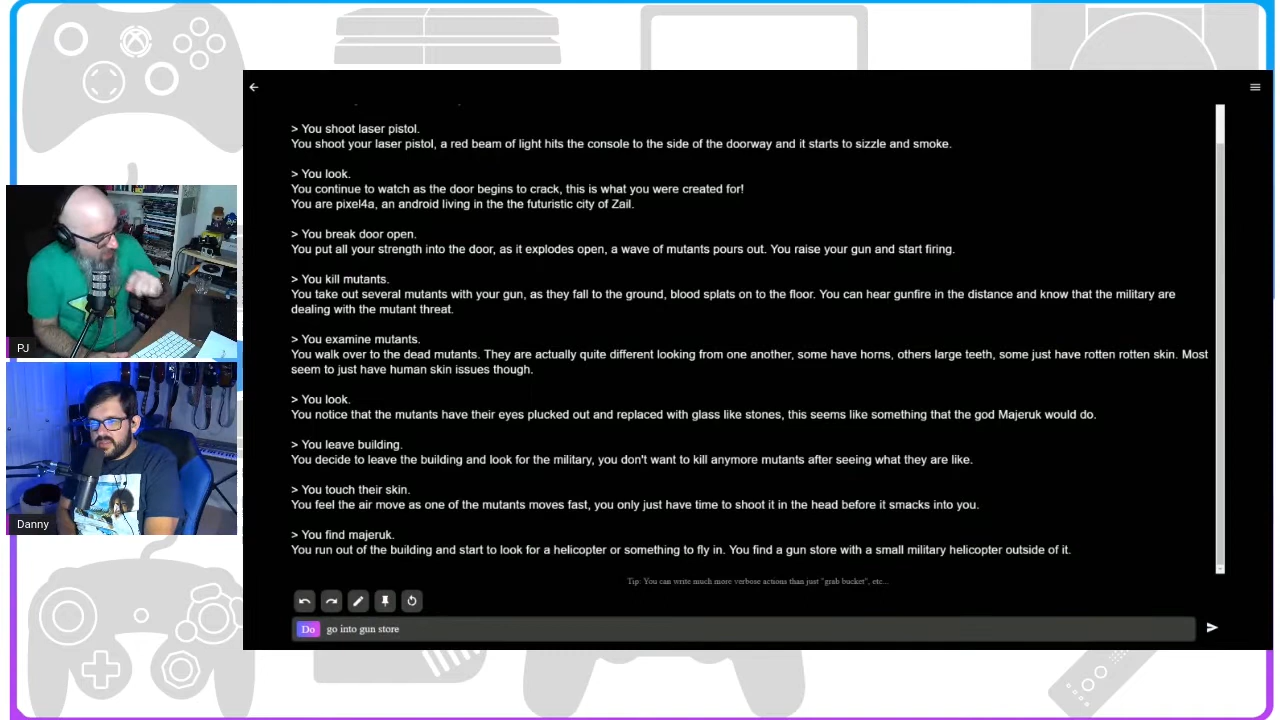 > You shoot laser pistol.
You shoot your laser pistol, a red beam of light hits the console to the side of the doorway and it starts to sizzle and smoke.
> You look.
You continue to watch as the door begins to crack, this is what you were created for!
You are pixel4a, an android living in the the futuristic city of Zail.
> You break door open.
You put all your strength into the door, as it explodes open, a wave of mutants pours out. You raise your gun and start firing.
> You kill mutants.
You take out several mutants with your gun, as they fall to the ground, blood splats on to the floor. You can hear gunfire in the distance and know that the military are
dealing with the mutant threat.
> You examine mutants.
You walk over to the dead mutants. They are actually quite different looking from one another, some have horns, others large teeth, some just have rotten rotten skin. Most
seem to just have human skin issues though.
> You look.
You notice that the mutants have their eyes plucked out and replaced with glass like stones, this seems like something that the god Majeruk would do.
> You leave building.
You decide to leave the building and look for the military, you don't want to kill anymore mutants after seeing what they are like.
> You touch their skin.
You feel the air move as one of the mutants moves fast, you only just have time to shoot it in the head before it smacks into you.
> You find majeruk.
You run out of the building and start to look for a helicopter or something to fly in. You find a gun store with a small military helicopter outside of it.
Tip: You can write much more verbose actions than just "grab bucket", etc...
Do go into gun store
PJ
Danny